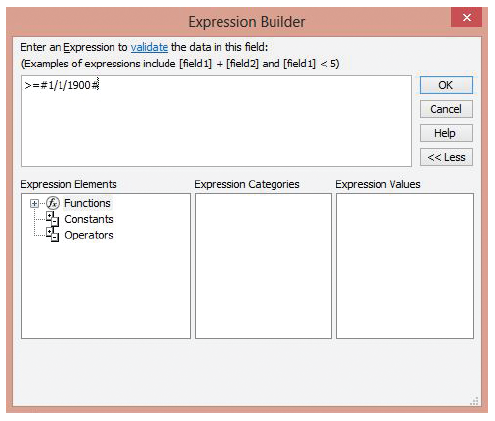 Expression Builder
Enter an Expression to validate the data in this field:
(Examples of expressions include [field1] + [field2] and [field1] < 5)
>=#1/1/1900#
OK
Cancel
Help
<< Less
Expression Elements
Expression Categories
Expression Values
Functions
Constants
Operators